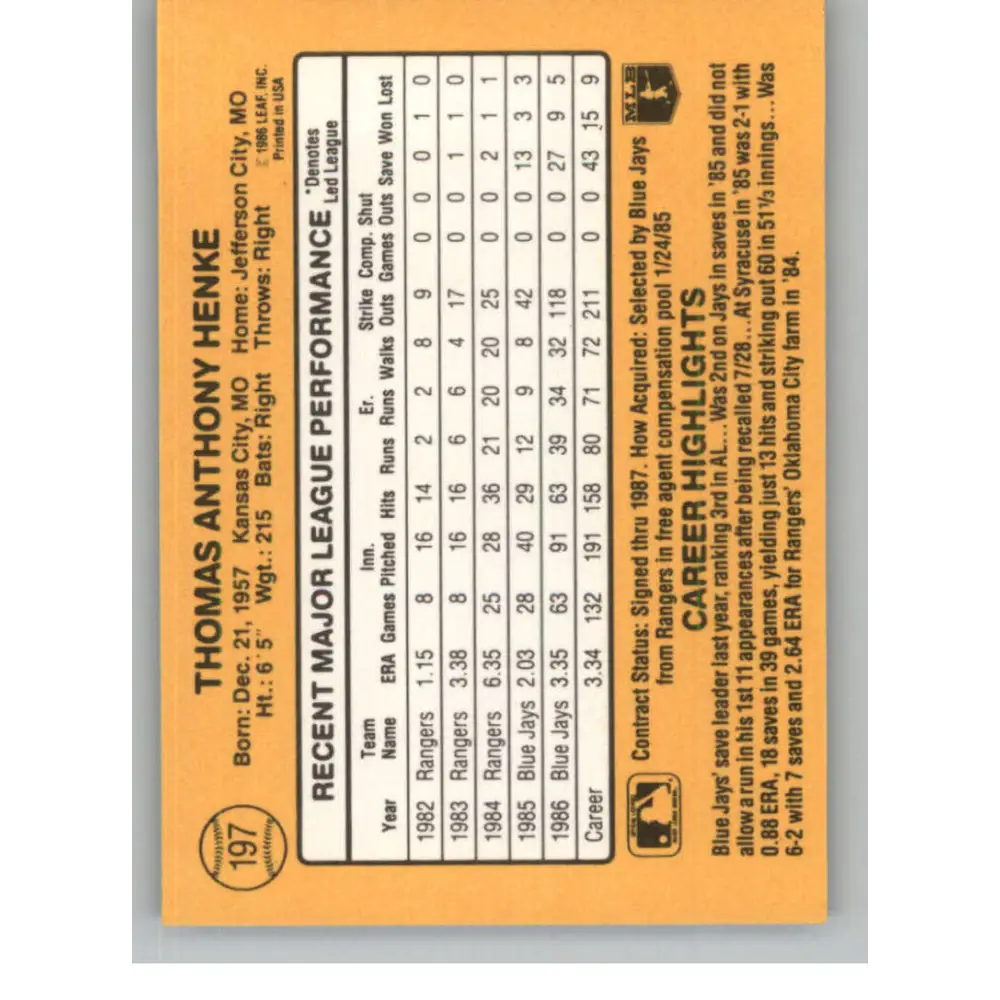 197
THOMAS ANTHONY HENKE
Born: Dec. 21, 1957 Kansas City, MO Home: Jefferson City, MO
Ht.: 6´5˝ Wgt.: 215 Bats: Right Throws: Right
© 1986 LEAF, INC.
Printed in USA
RECENT MAJOR LEAGUE PERFORMANCE
*Denotes
Led League
Year Team Name ERA Games Inn. Pitched Hits Runs Er. Runs Walks Strike Outs Comp. Games Shut Outs Save Won Lost
1982 Rangers 1.15 8 16 14 2 2 8 9 0 0 0 1 0
1983 Rangers 3.38 8 16 16 6 6 4 17 0 0 1 1 0
1984 Rangers 6.35 25 28 36 21 20 20 25 0 0 2 1 1
1985 Blue Jays 2.03 28 40 29 12 9 8 42 0 0 13 3 3
1986 Blue Jays 3.35 63 91 63 39 34 32 118 0 0 27 9 5
Career 3.34 132 191 158 80 71 72 211 0 0 43 15 9
Contract Status: Signed thru 1987. How Acquired: Selected by Blue Jays
from Rangers in free agent compensation pool 1/24/85
MLB
CAREER HIGHLIGHTS
Blue Jays' save leader last year, ranking 3rd in AL...Was 2nd on Jays in saves in '85 and did not
allow a run in his 1st 11 appearances after being recalled 7/28...At Syracuse in '85 was 2-1 with
0.88 ERA, 18 saves in 39 games, yielding just 13 hits and striking out 60 in 51⅓ innings...Was
6-2 with 7 saves and 2.64 ERA for Rangers' Oklahoma City farm in '84.